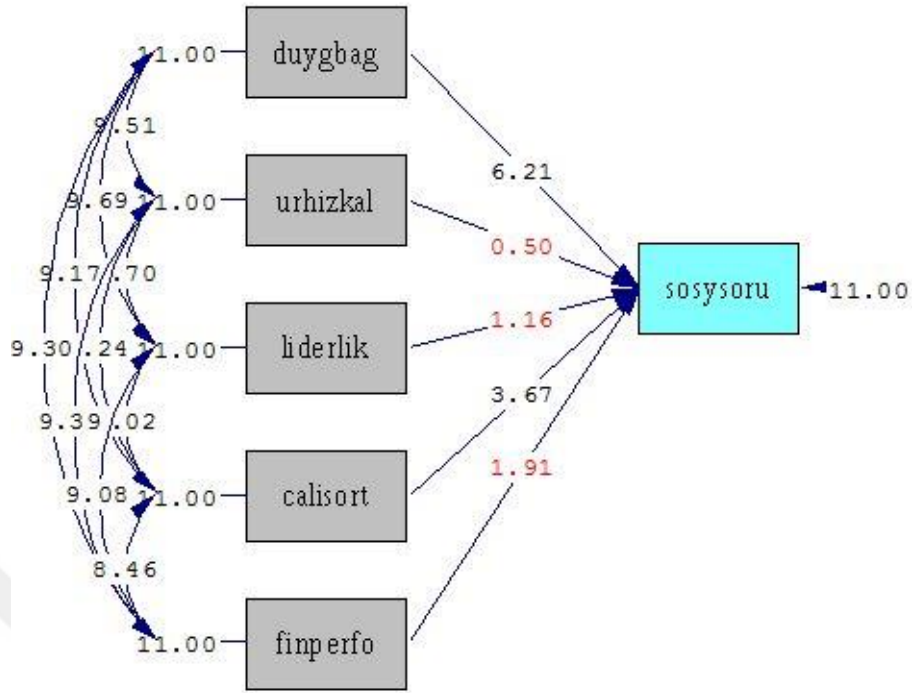 11.00 duygbag
9.51
6.21
9.69 11.00 urhizkal
0.50
9.17 .70
11.00
sosysoru
1.16
9.30 .24 11.00 liderlik
3.67
9.39 .02
1.91
9.08 11.00 calisort
8.46
11.00 finperfo